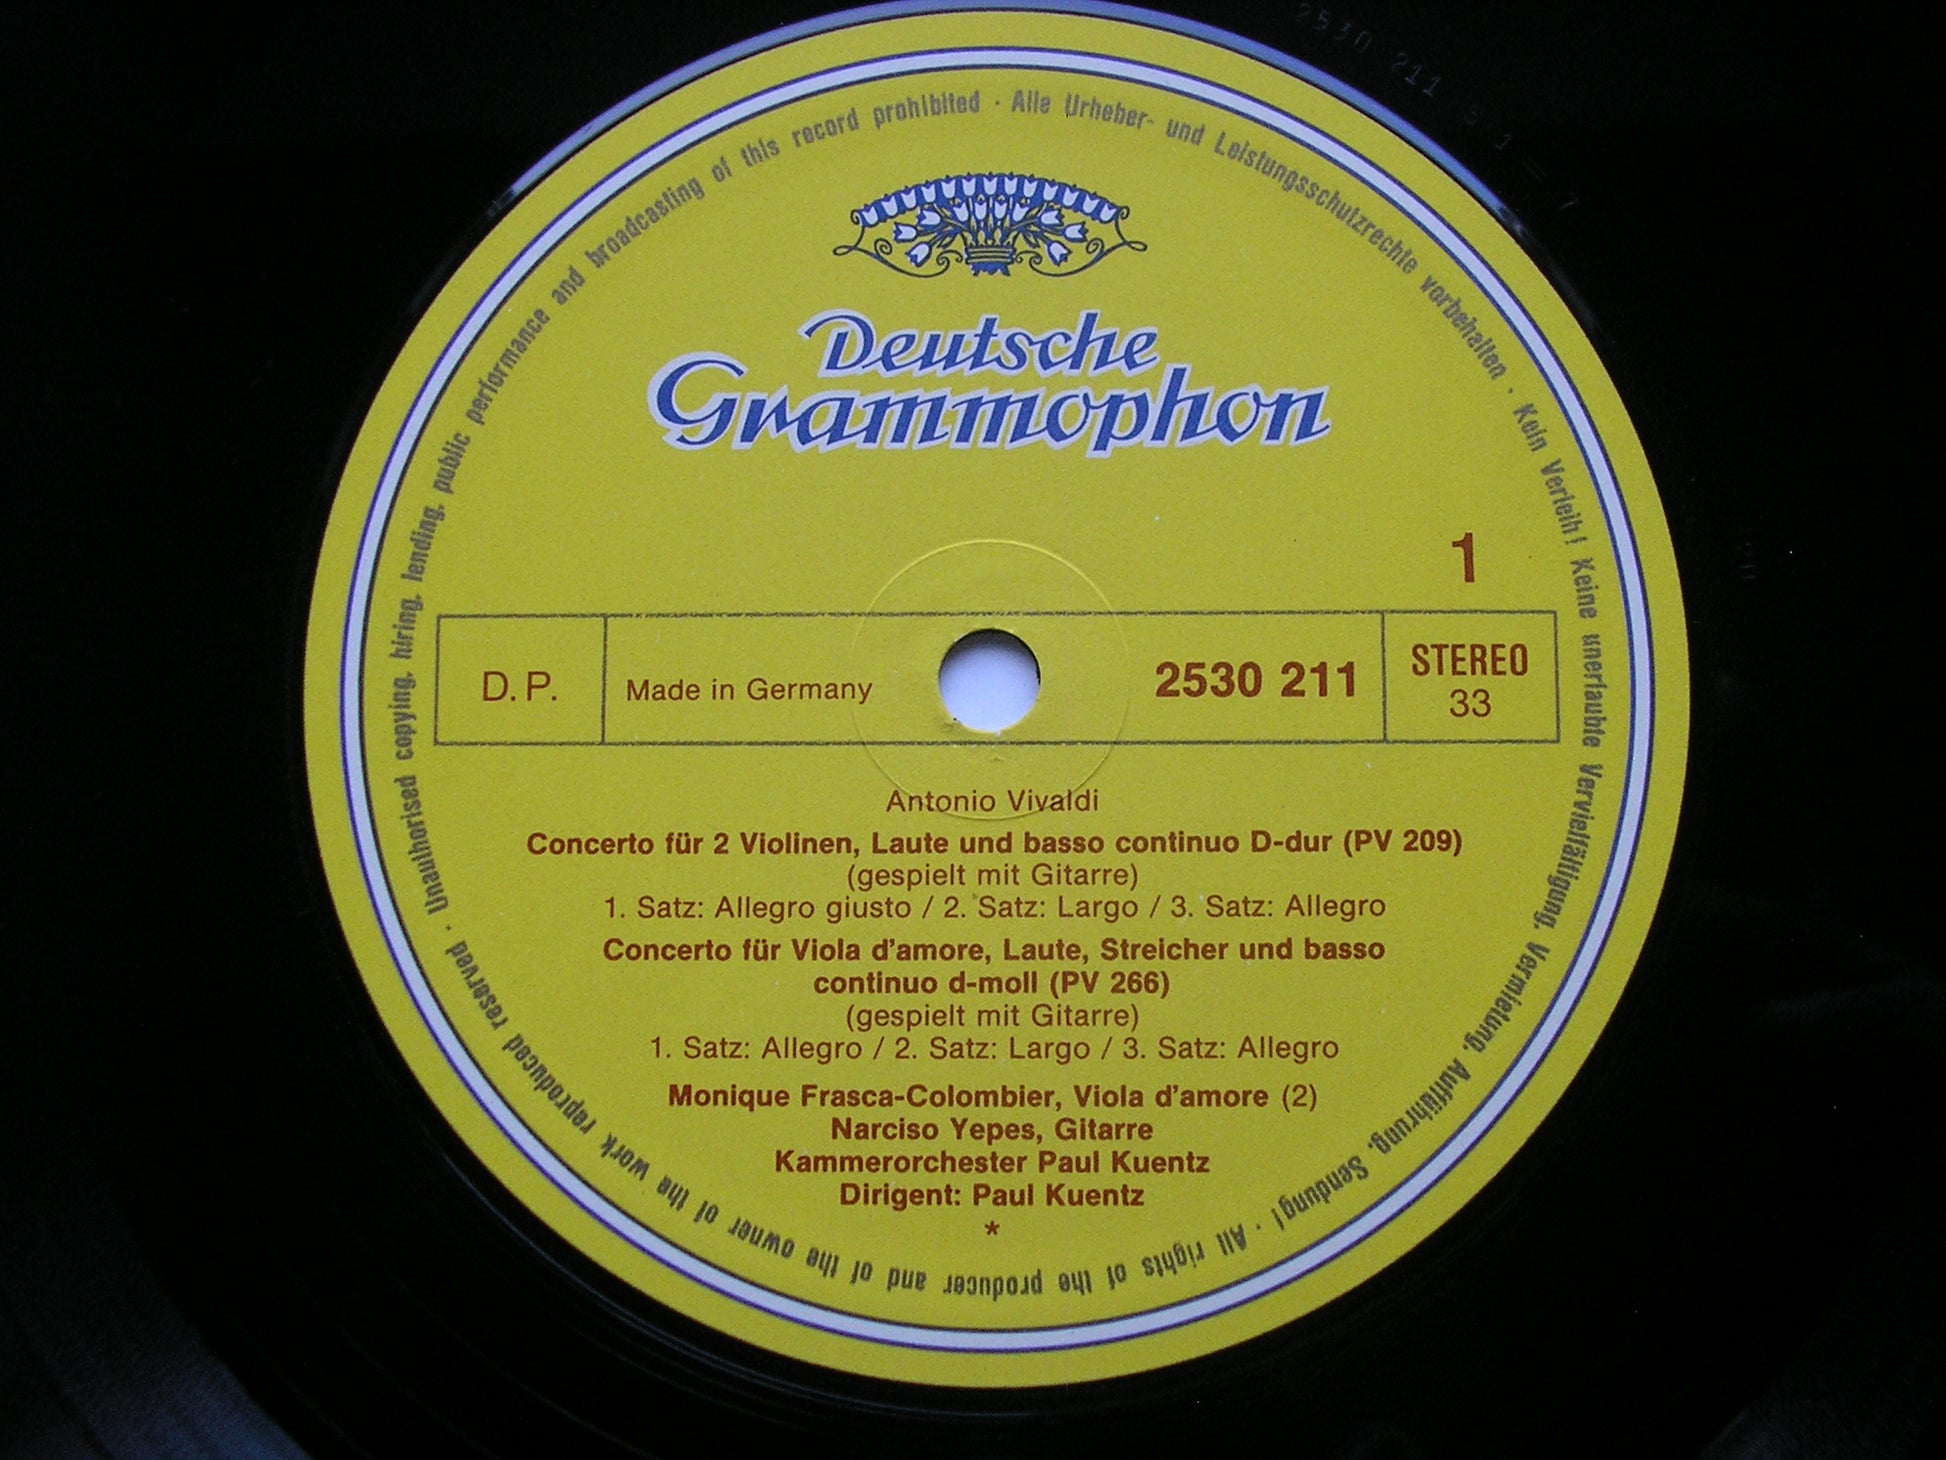 Deutsche
Grammophon
1
D.P.
Made in Germany
2530 211
STEREO
33
Antonio Vivaldi
Concerto für 2 Violinen, Laute und basso continuo D-dur (PV 209)
(gespielt mit Gitarre)
1. Satz: Allegro giusto / 2. Satz: Largo / 3. Satz: Allegro
Concerto für Viola d'amore, Laute, Streicher und basso
continuo d-moll (PV 266)
(gespielt mit Gitarre)
1. Satz: Allegro / 2. Satz: Largo / 3. Satz: Allegro
Monique Frasca-Colombier, Viola d'amore (2)
Narciso Yepes, Gitarre
Kammerorchester Paul Kuentz
Dirigent: Paul Kuentz
*
Alle Urheber- und Leistungsschutzrechte vorbehalten · Kein Verleih! Keine unerlaubte Vervielfältigung, Vermietung, Aufführung, Sendung! · All rights of the producer and of the owner of the work reproduced reserved · Unauthorised copying, hiring, lending, public performance and broadcasting of this record prohibited ·
2530 211